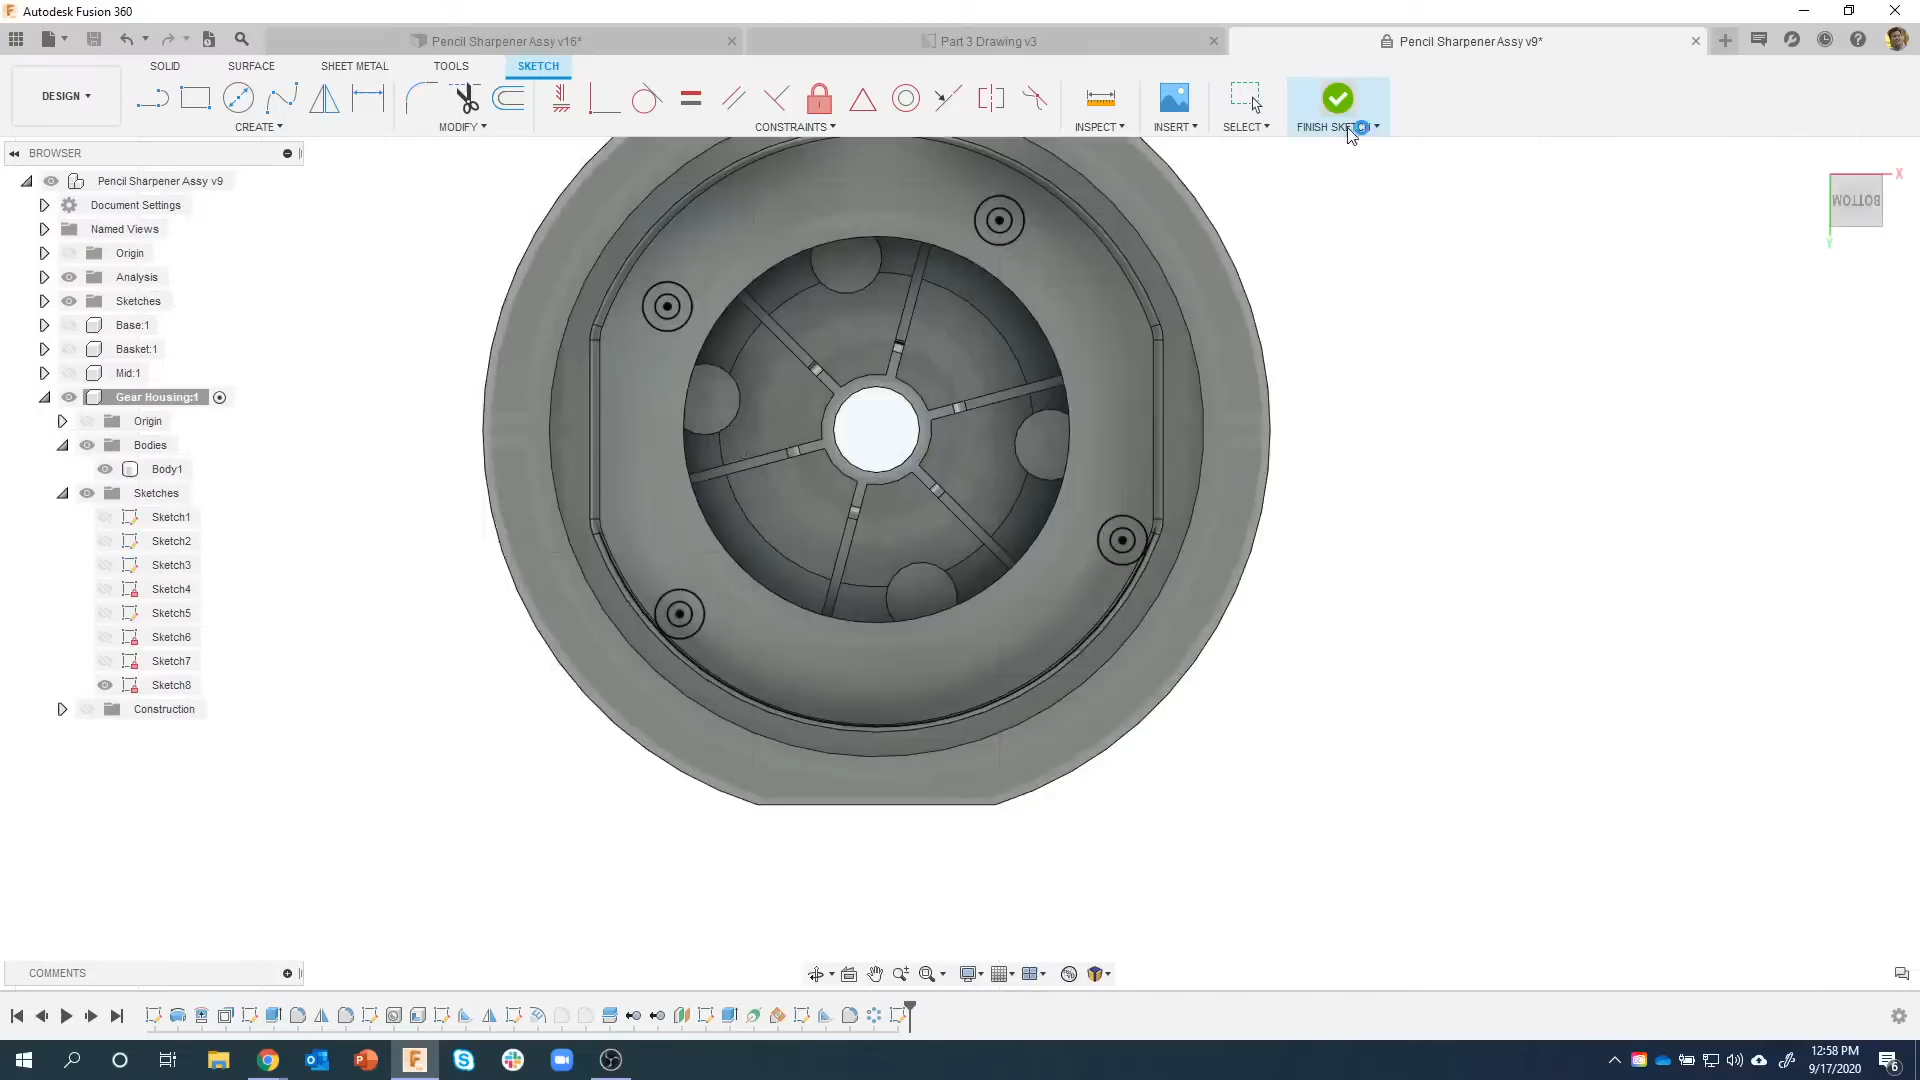 Autodesk Fusion 360
Pencil Sharpener Assy v16*
Part 3 Drawing v3
Pencil Sharpener Assy v9*
DESIGN
SOLID
SURFACE
SHEET METAL
TOOLS
SKETCH
CREATE
MODIFY
CONSTRAINTS
INSPECT
INSERT
SELECT
FINISH SKETCH
BROWSER
Pencil Sharpener Assy v9
Document Settings
Named Views
Origin
Analysis
Sketches
Base:1
Basket:1
Mid:1
Gear Housing:1
Origin
Bodies
Body1
Sketches
Sketch1
Sketch2
Sketch3
Sketch4
Sketch5
Sketch6
Sketch7
Sketch8
Construction
X
BOTTOM
Y
COMMENTS
12:58 PM
9/17/2020
6